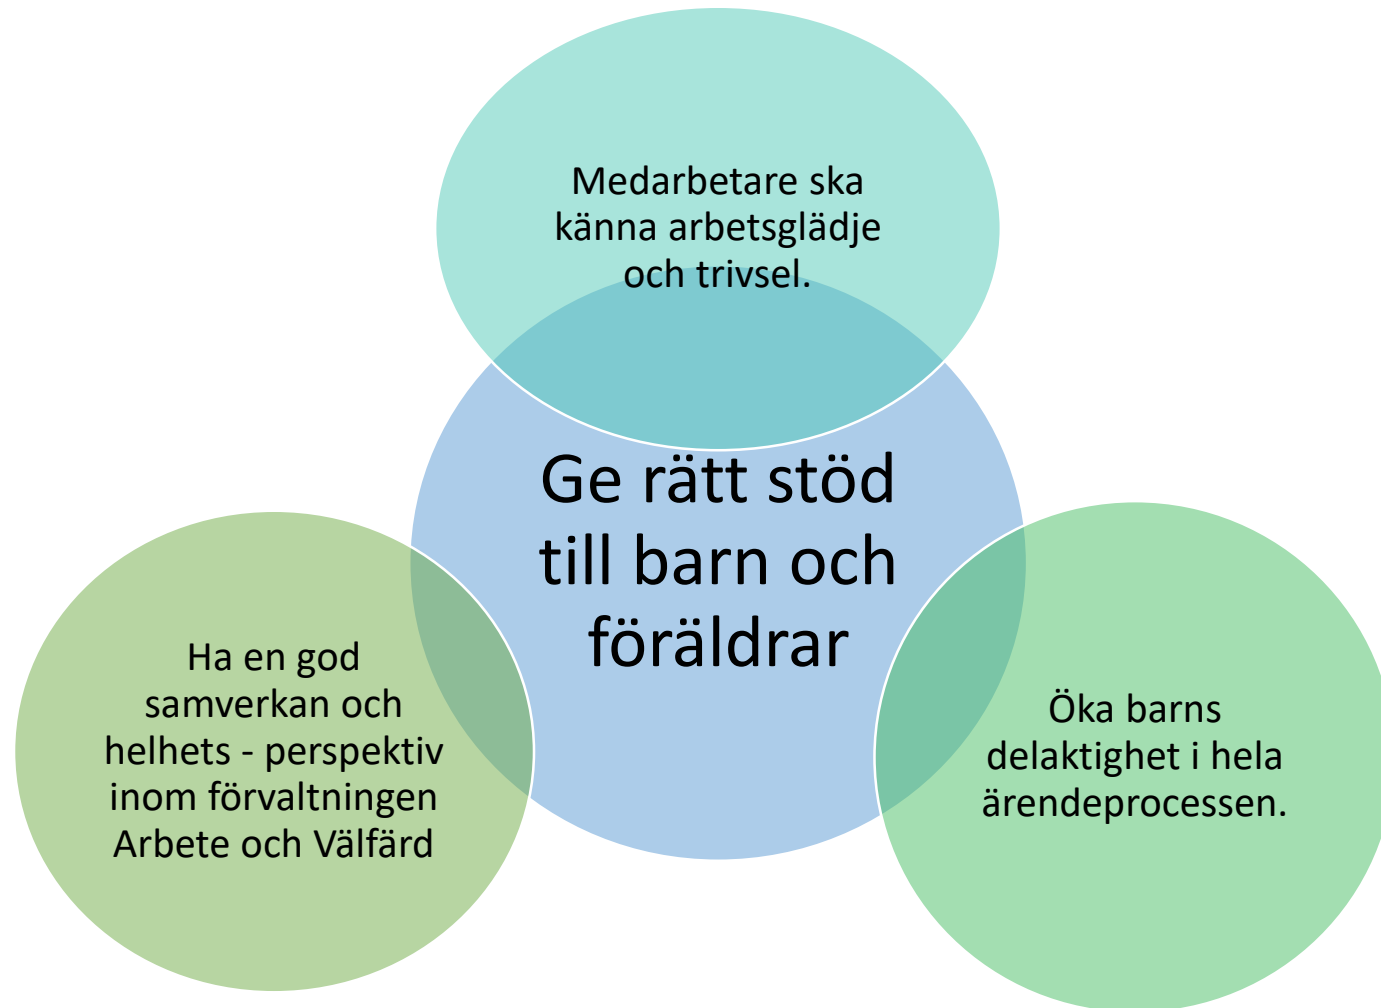 Medarbetare ska
känna arbetsglädje
och trivsel.
Ge rätt stöd
till barn och
föräldrar
Ha en god
samverkan och
helhets - perspektiv
inom förvaltningen
Arbete och Välfärd
Öka barns
delaktighet i hela
ärendeprocessen.